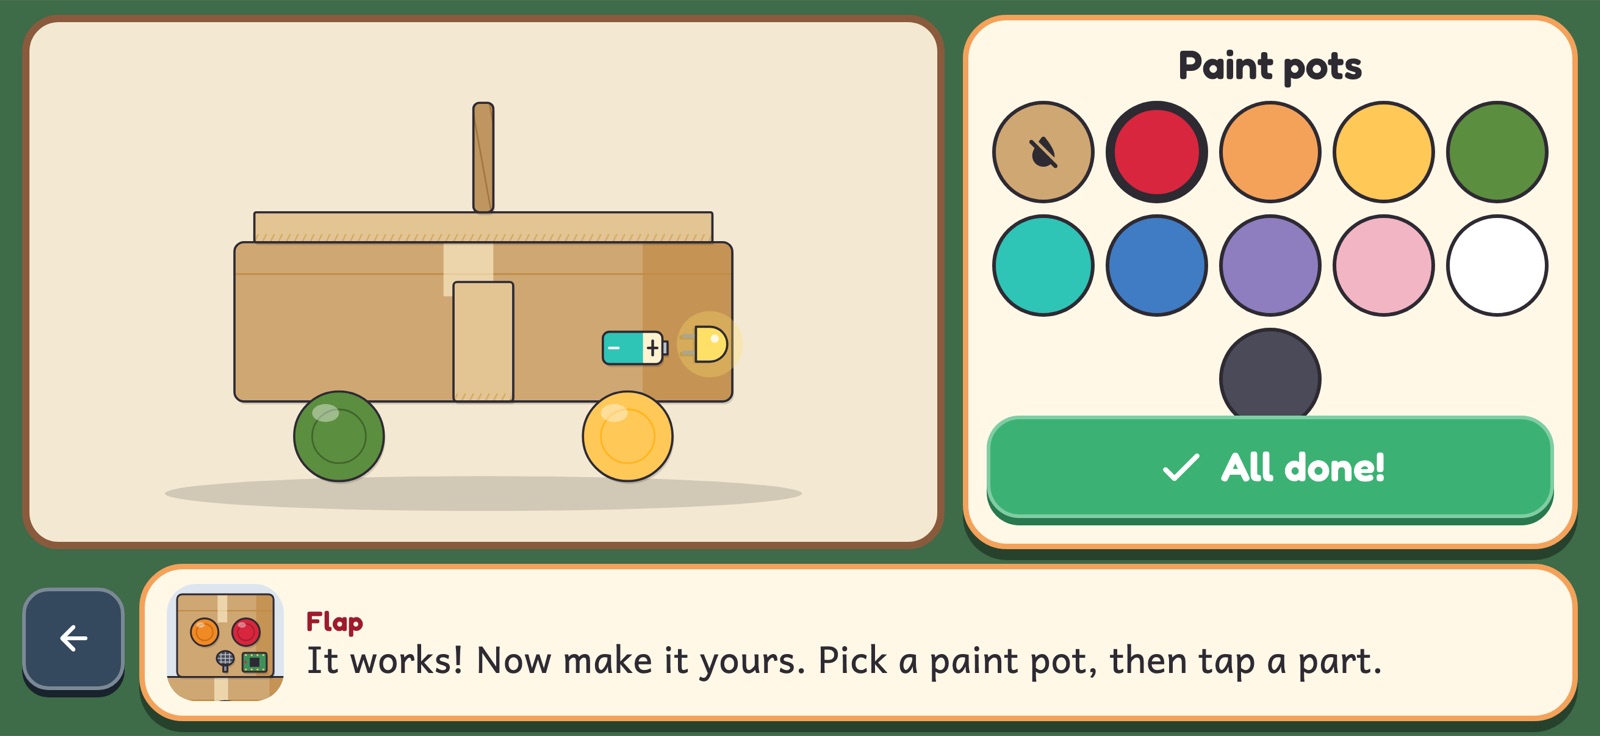 Paint pots
All done!
Flap
It works! Now make it yours. Pick a paint pot, then tap a part.